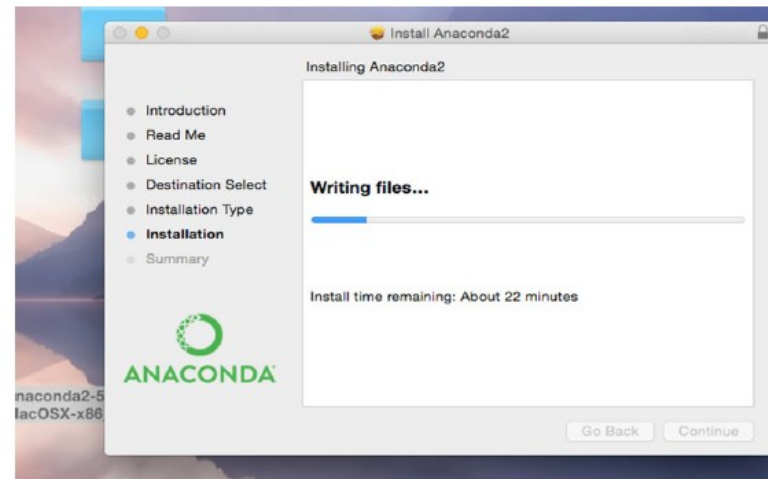 Install Anaconda2
Installing Anaconda2
Introduction
Read Me
License
Destination Select
Installation Type
Installation
Summary
Writing files...
Install time remaining: About 22 minutes
ANACONDA
naconda2-5
lacOSX-x86
Go Back
Continue